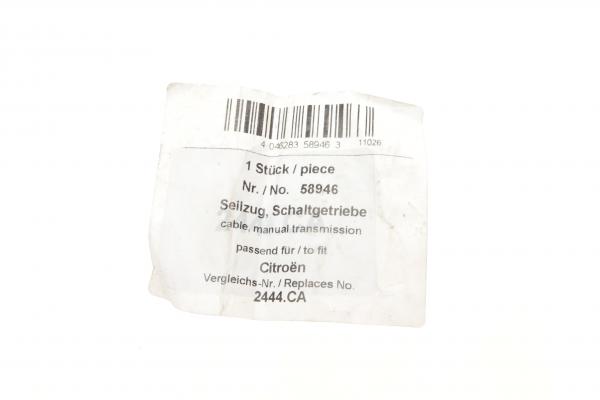 4 046283 58946 3 11026
1 Stück / piece
Nr. / No. 58946
Seilzug, Schaltgetriebe
cable, manual transmission
passend für / to fit
Citroën
Vergleichs-Nr. / Replaces No.
2444.CA